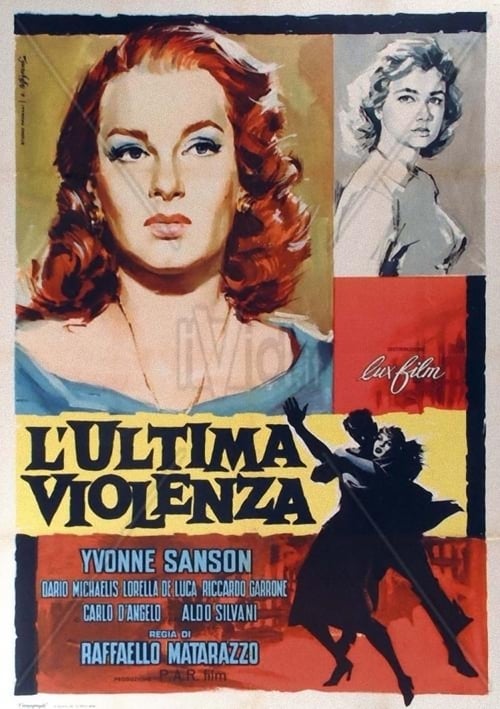 DISTRIBUZIONE
lux film
L'ULTIMA
VIOLENZA
YVONNE SANSON
DARIO MICHAELIS LORELLA DE LUCA RICCARDO GARRONE
CARLO D'ANGELO ALDO SILVANI
REGIA DI
RAFFAELLO MATARAZZO
PRODUZIONE P.A.R. film